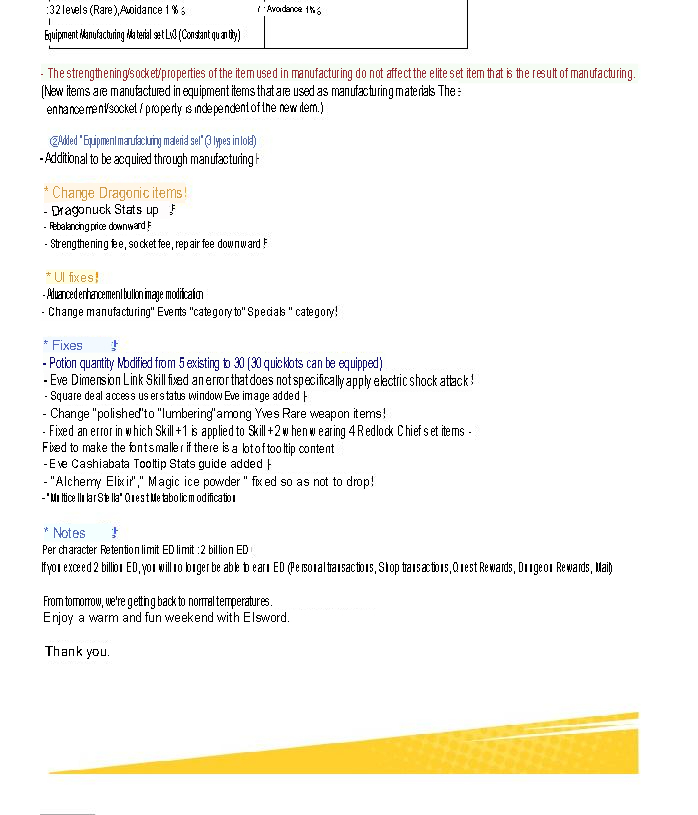 :32 levels (Rare), Avoidance 1 %
: Avoidance 1%
Equipment Manufacturing Material set Lv3 (Constant quantity)
- The strengthening/socket/properties of the item used in manufacturing do not affect the elite set item that is the result of manufacturing.
(New items are manufactured in equipment items that are used as manufacturing materials The
enhancement/socket / property is independent of the new item.)
②Added "Equipment manufacturing material set" (3 types in total)
- Additional to be acquired through manufacturing
* Change Dragonic items!
- Dragonuck Stats up
- Rebalancing price downward
- Strengthening fee, socket fee, repair fee downward
* UI fixes!
- Advanced enhancement button image modification
- Change manufacturing" Events "category to" Specials " category!
* Fixes
- Potion quantity Modified from 5 existing to 30 (30 quicklots can be equipped)
- Eve Dimension Link Skill fixed an error that does not specifically apply electric shock attack !
- Square deal access user status window Eve image added
- Change "polished"to "lumbering"among Yves Rare weapon items!
- Fixed an error in which Skill +1 is applied to Skill +2 when wearing 4 Redlock Chief set items -
Fixed to make the font smaller if there is a lot of tooltip content
- Eve Cashiabata Tooltip Stats guide added
- "Alchemy Elixir"," Magic ice powder " fixed so as not to drop!
- "Multicellular Stella" Quest Metabolic modification
* Notes
Per character Retention limit ED limit : 2 billion ED
If you exceed 2 billion ED, you will no longer be able to earn ED (Personal transactions, Shop transactions, Quest Rewards, Dungeon Rewards, Mail)
From tomorrow, we're getting back to normal temperatures.
Enjoy a warm and fun weekend with Elsword.
Thank you.